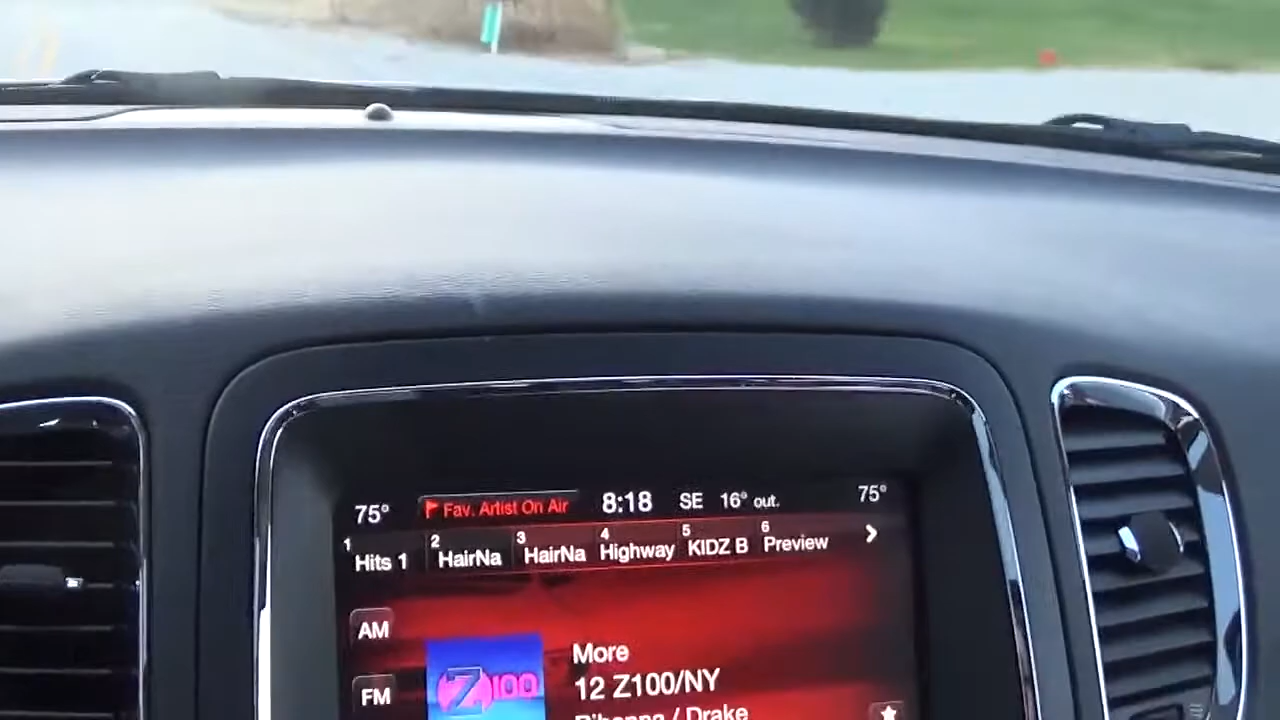 75° Fav. Artist On Air 8:18 SE 16° out. 75°
1 Hits 1 2 HairNa 3 HairNa 4 Highway 5 KIDZ B 6 Preview
AM
FM
Z100
More
12 Z100/NY
Rihanna / Drake